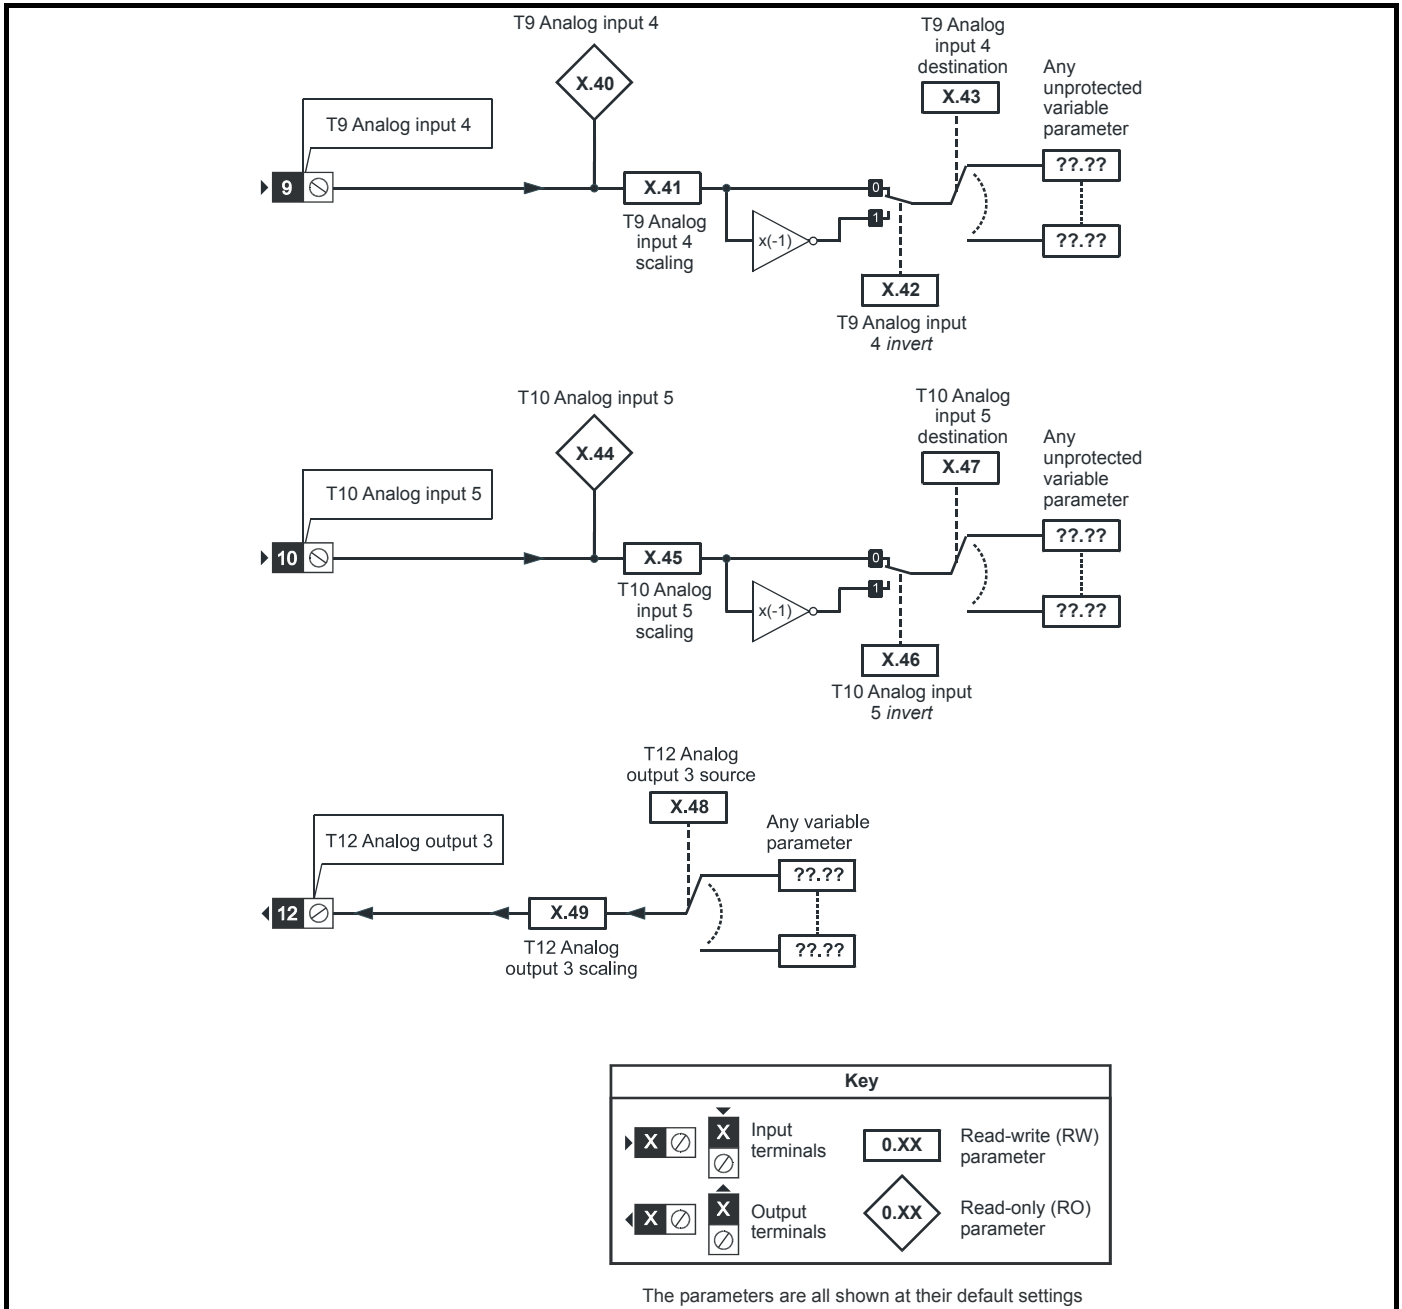 T9 Analog input 4
X.40
T9 Analog
input 4
destination
X.43
Any
unprotected
variable
parameter
T9 Analog input 4
9
X.41
T9 Analog
input 4
scaling
x(-1)
0
1
??.??
??.??
X.42
T9 Analog input
4 invert
T10 Analog input 5
X.44
T10 Analog
input 5
destination
X.47
Any
unprotected
variable
parameter
T10 Analog input 5
10
X.45
T10 Analog
input 5
scaling
x(-1)
0
1
??.??
??.??
X.46
T10 Analog input
5 invert
T12 Analog
output 3 source
X.48
Any variable
parameter
T12 Analog output 3
12
X.49
T12 Analog
output 3 scaling
??.??
??.??
Key
X
X
Input
terminals
0.XX
Read-write (RW)
parameter
X
X
Output
terminals
0.XX
Read-only (RO)
parameter
The parameters are all shown at their default settings